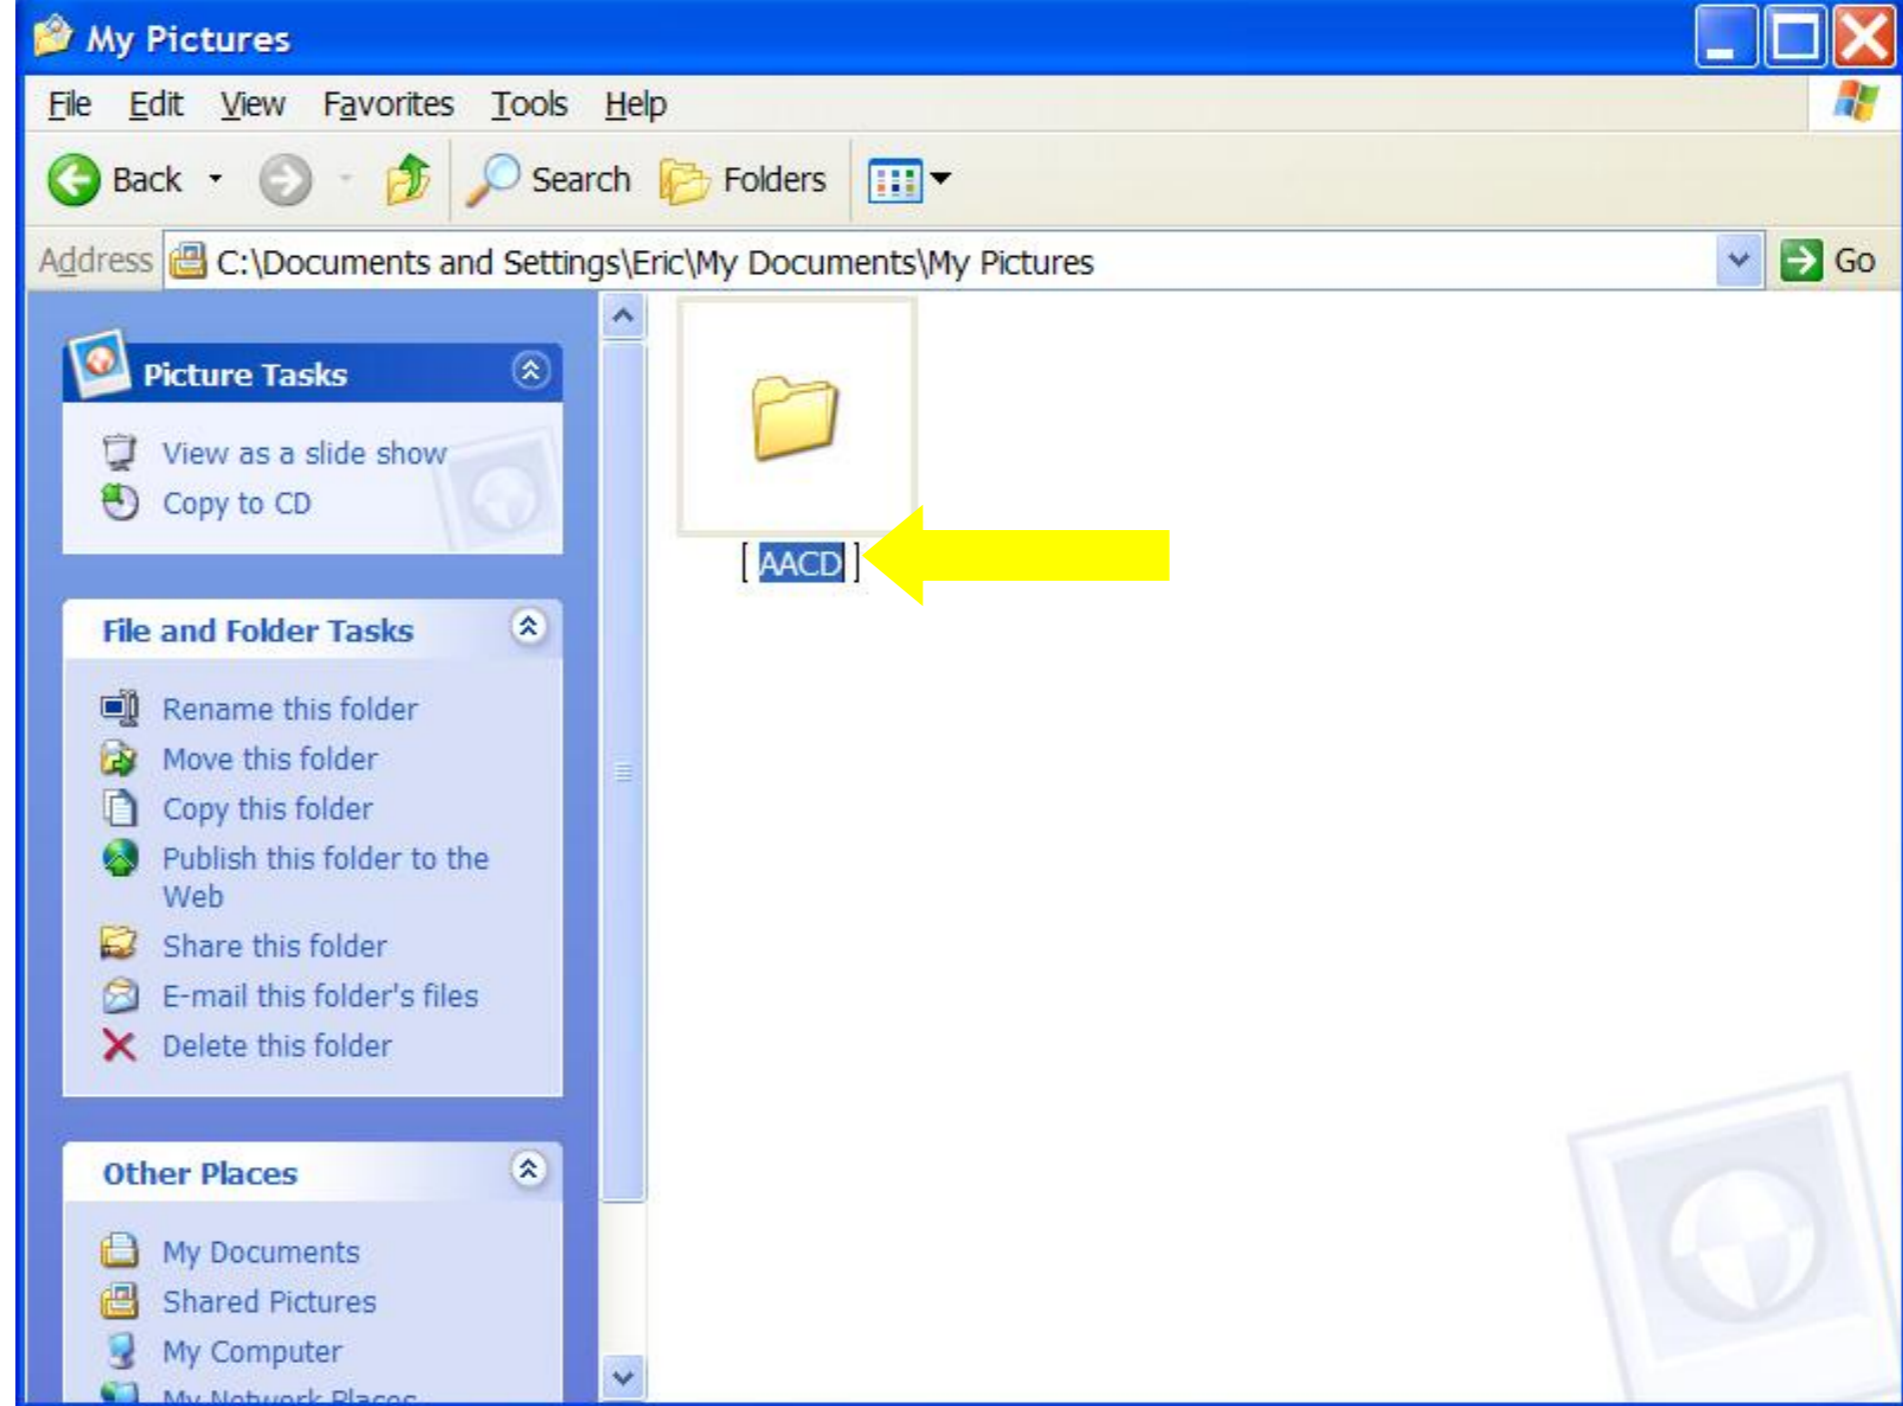 My Pictures
File Edit View Favorites Tools Help
Back Search Folders
Address C:\Documents and Settings\Eric\My Documents\My Pictures Go
Picture Tasks
View as a slide show
Copy to CD
[ AACD ]
File and Folder Tasks
Rename this folder
Move this folder
Copy this folder
Publish this folder to the
Web
Share this folder
E-mail this folder's files
Delete this folder
Other Places
My Documents
Shared Pictures
My Computer
My Network Places